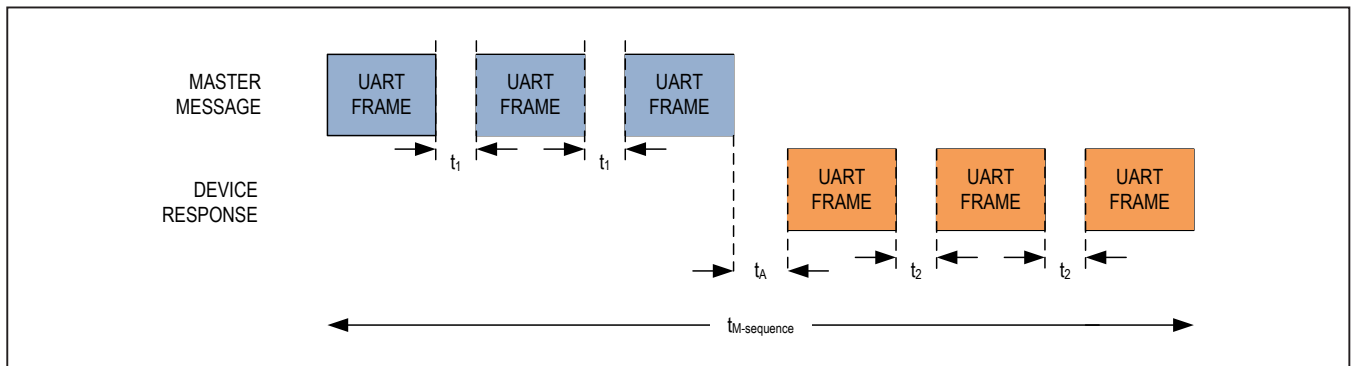 MASTER
MESSAGE
UART
FRAME
UART
FRAME
UART
FRAME
t1
t1
DEVICE
RESPONSE
UART
FRAME
UART
FRAME
UART
FRAME
tA
t2
t2
tM-sequence